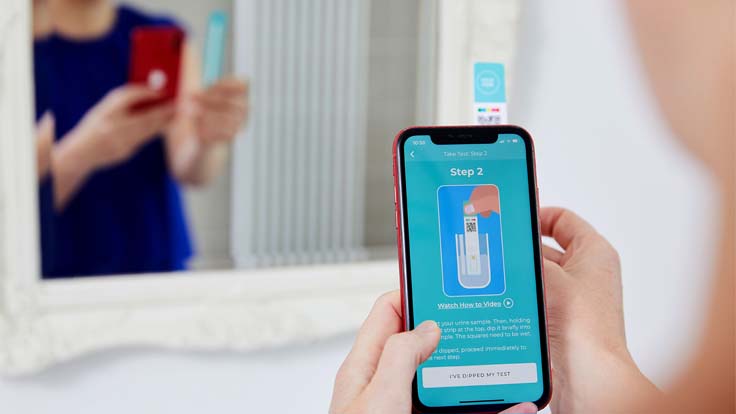 10:50
Take Test: Step 2
Step 2
Watch How to Video
your urine sample. Then, holding
strip at the top, dip it briefly into
The squares need to be wet.
dipped, proceed immediately to
next step.
I'VE DIPPED MY TEST